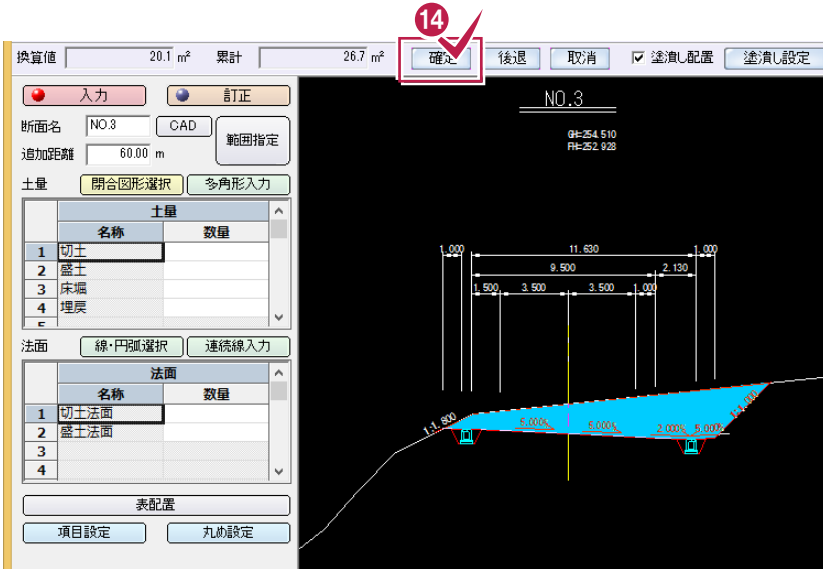 14
換算値 20.1 m² 累計 26.7 m² 確定 後退 取消 塗潰し配置 塗潰し設定
入力 訂正
断面名 NO.3 CAD 範囲指定
追加距離 60.00 m
土量 閉合図形選択 多角形入力
土量
名称 数量
1 切土
2 盛土
3 床堀
4 埋戻
5
法面 線・円弧選択 連続線入力
法面
名称 数量
1 切土法面
2 盛土法面
3
4
表配置
項目設定 丸め設定
NO.3
GH=254.510
FH=252.928
1.000 11.630 1.000
9.500 2.130
1.500 3.500 3.500 1.000
1:1.800 5.000% 5.000% 2.000% 5.000%